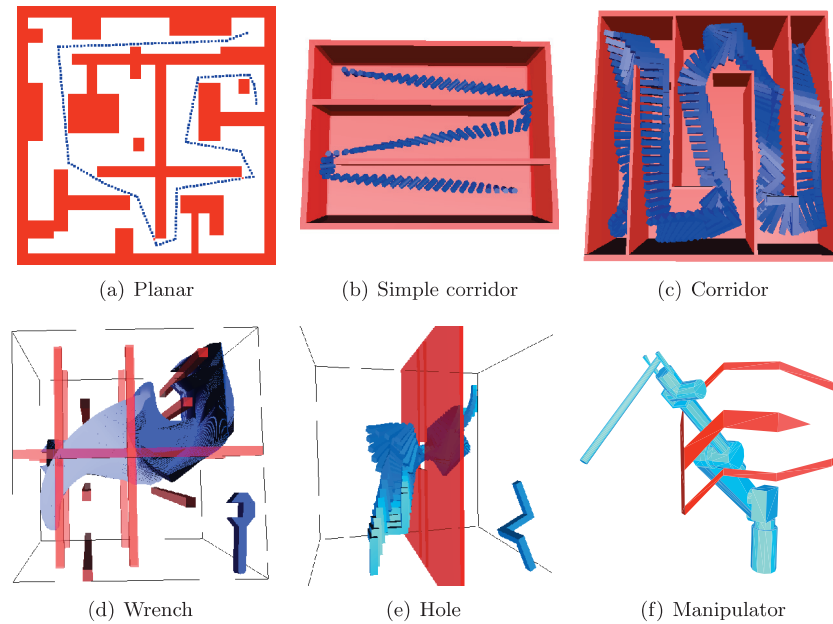 (a) Planar
(b) Simple corridor
(c) Corridor
(d) Wrench
(e) Hole
(f) Manipulator